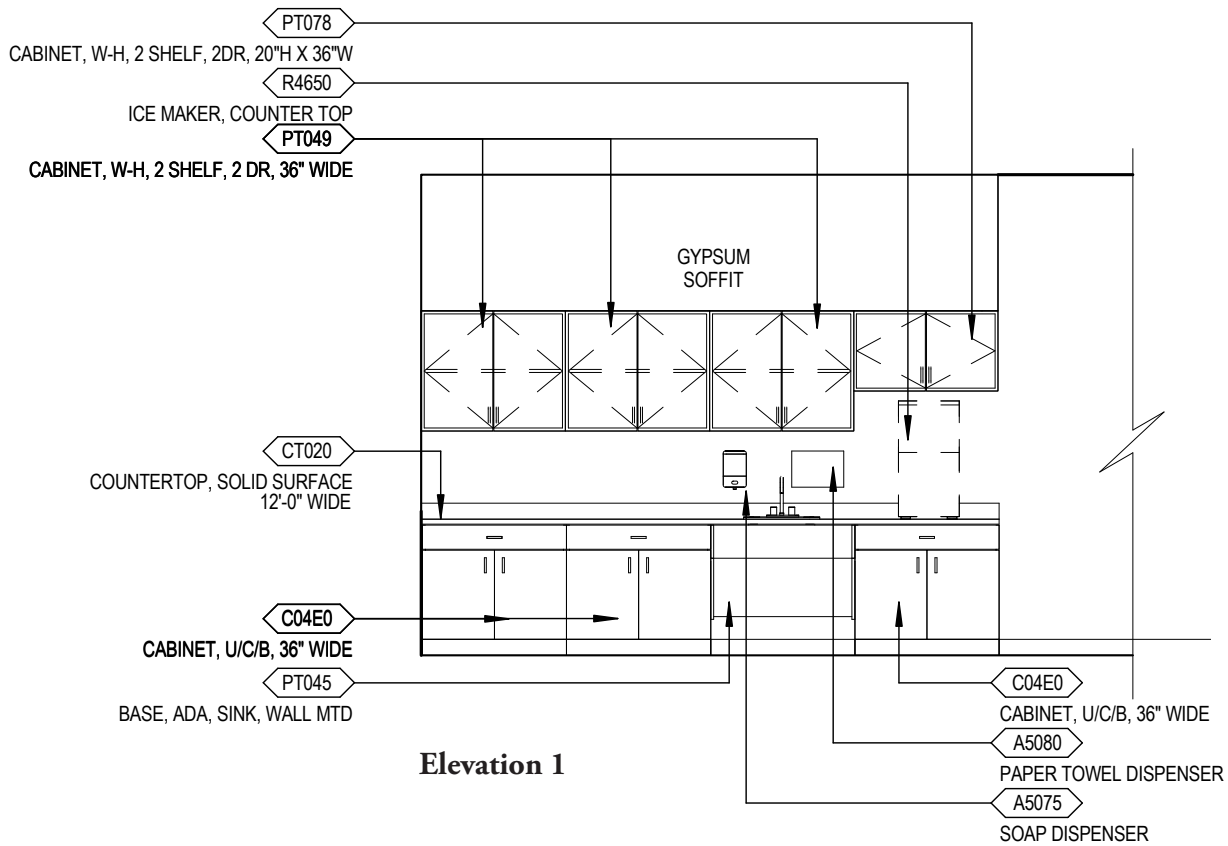 PT078
CABINET, W-H, 2 SHELF, 2DR, 20"H X 36"W
R4650
ICE MAKER, COUNTER TOP
PT049
CABINET, W-H, 2 SHELF, 2 DR, 36" WIDE
GYPSUM
SOFFIT
CT020
COUNTERTOP, SOLID SURFACE
12'-0" WIDE
C04E0
CABINET, U/C/B, 36" WIDE
PT045
BASE, ADA, SINK, WALL MTD
C04E0
CABINET, U/C/B, 36" WIDE
A5080
PAPER TOWEL DISPENSER
A5075
SOAP DISPENSER
Elevation 1